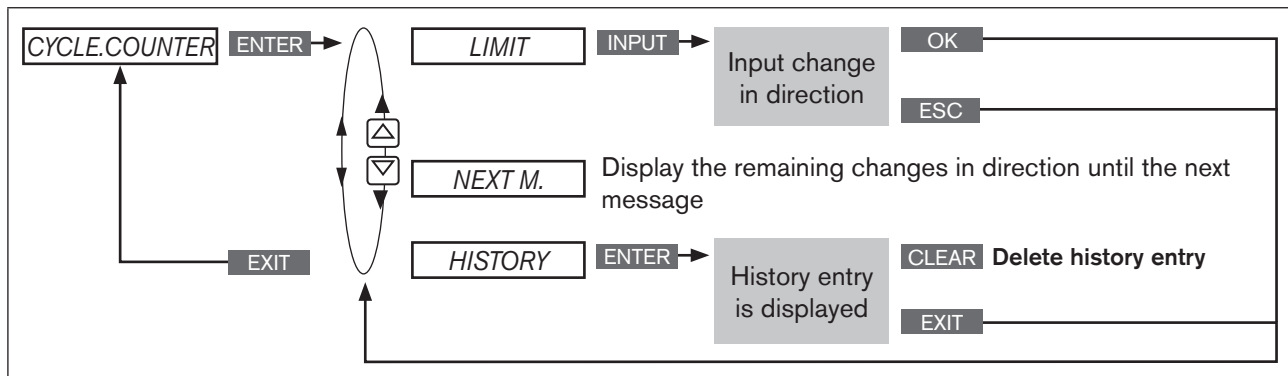 CYCLE.COUNTER ENTER LIMIT INPUT Input change in direction OK
ESC
NEXT M. Display the remaining changes in direction until the next
message
EXIT HISTORY ENTER History entry is displayed CLEAR Delete history entry
EXIT